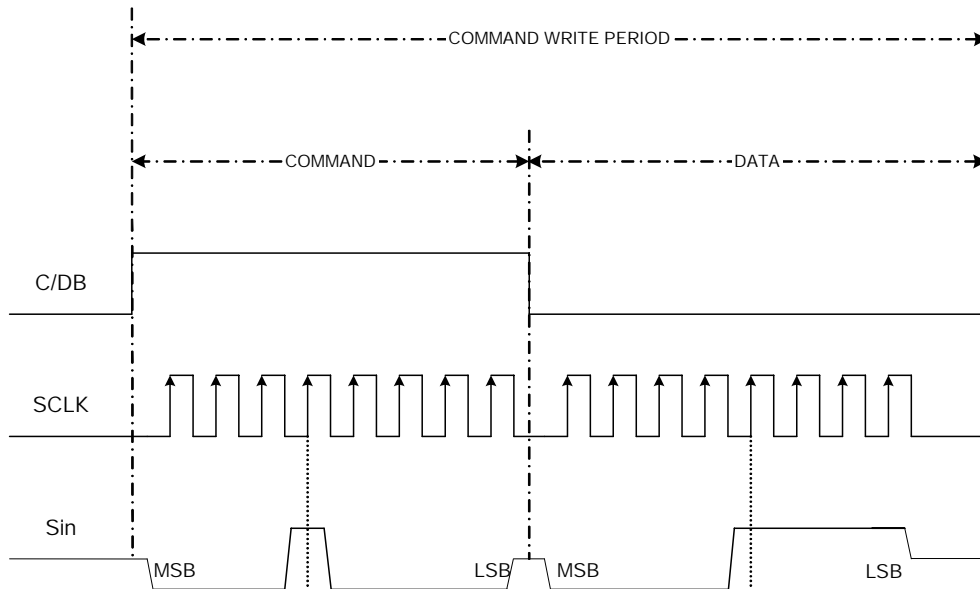 COMMAND WRITE PERIOD
COMMAND
DATA
C/DB
SCLK
Sin
MSB
LSB
MSB
LSB